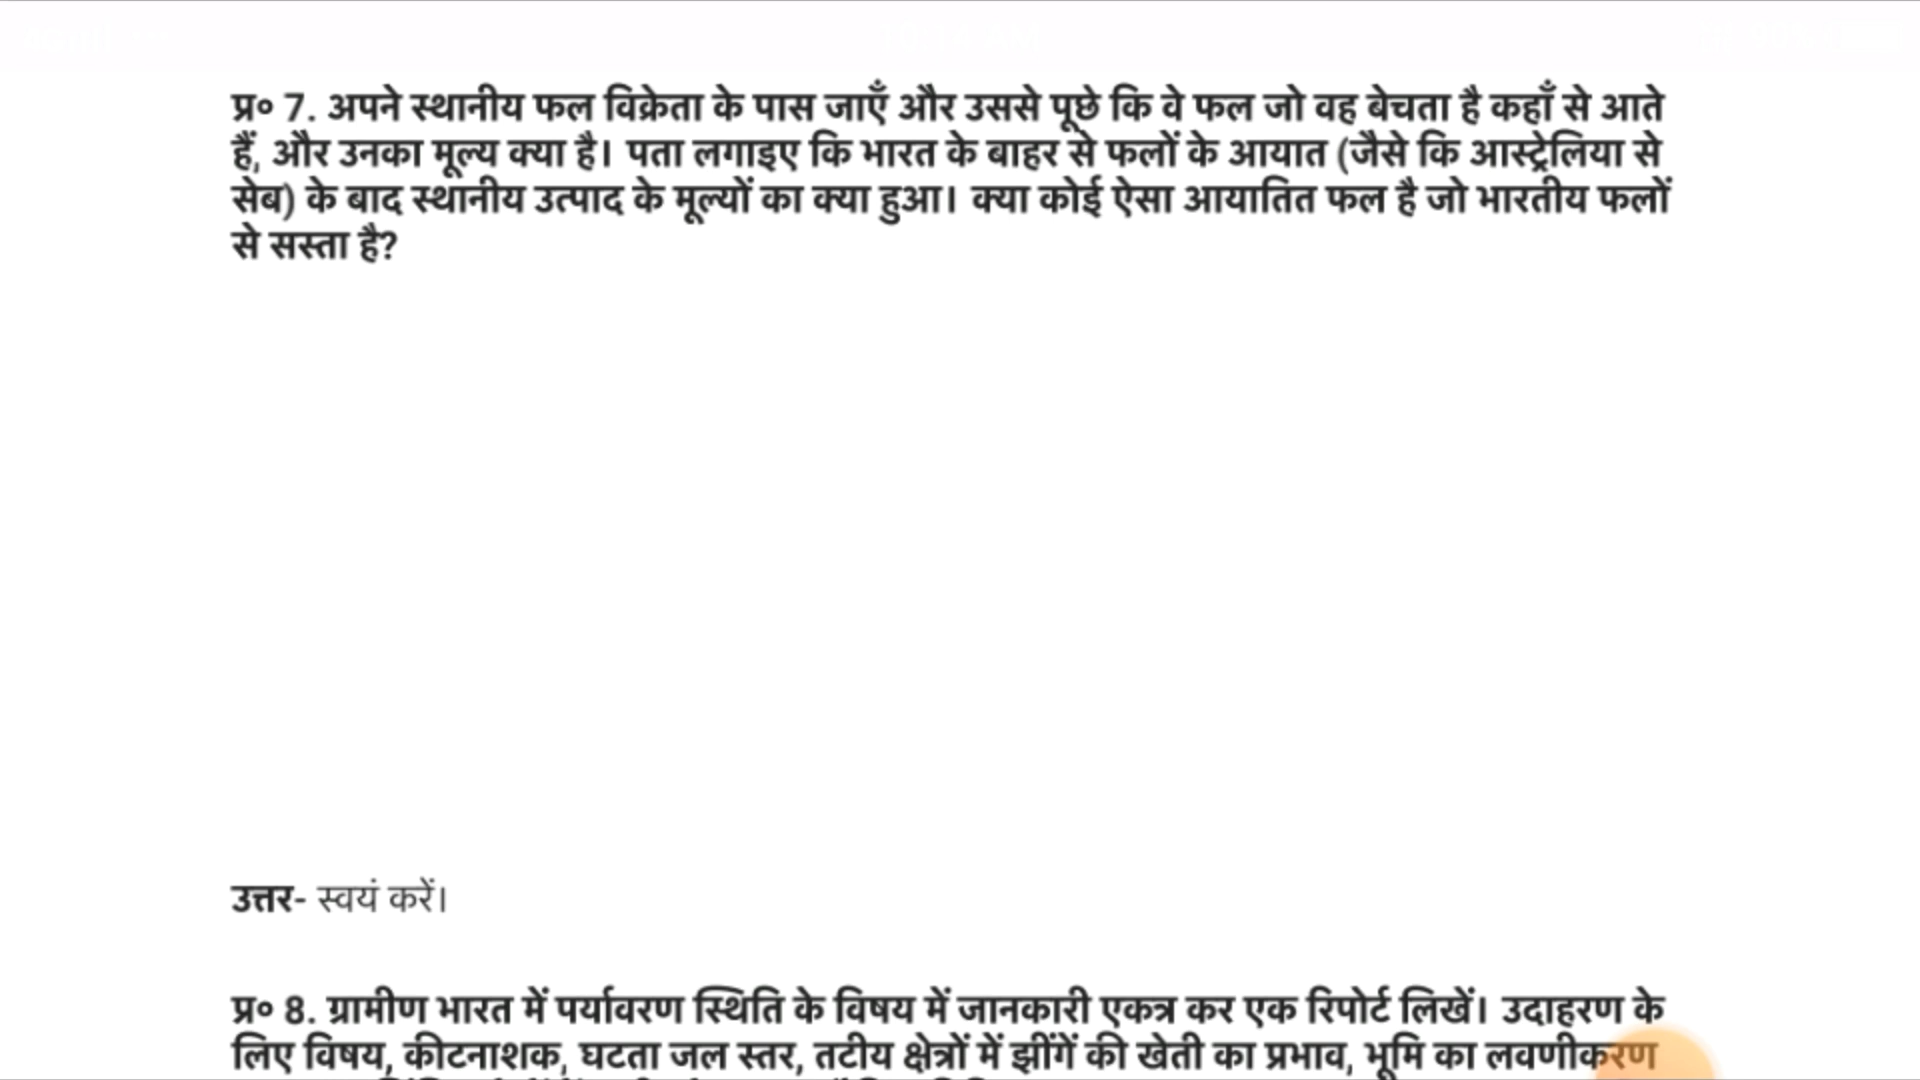 प्र० 7. अपने स्थानीय फल विक्रेता के पास जाएँ और उससे पूछे कि वे फल जो वह बेचता है कहाँ से आते
हैं, और उनका मूल्य क्या है। पता लगाइए कि भारत के बाहर से फलों के आयात (जैसे कि आस्ट्रेलिया से
सेब) के बाद स्थानीय उत्पाद के मूल्यों का क्या हुआ। क्या कोई ऐसा आयातित फल है जो भारतीय फलों
से सस्ता है?
उत्तर- स्वयं करें।
प्र० 8. ग्रामीण भारत में पर्यावरण स्थिति के विषय में जानकारी एकत्र कर एक रिपोर्ट लिखें। उदाहरण के
लिए विषय, कीटनाशक, घटता जल स्तर, तटीय क्षेत्रों में झींगें की खेती का प्रभाव, भूमि का लवणीकरण